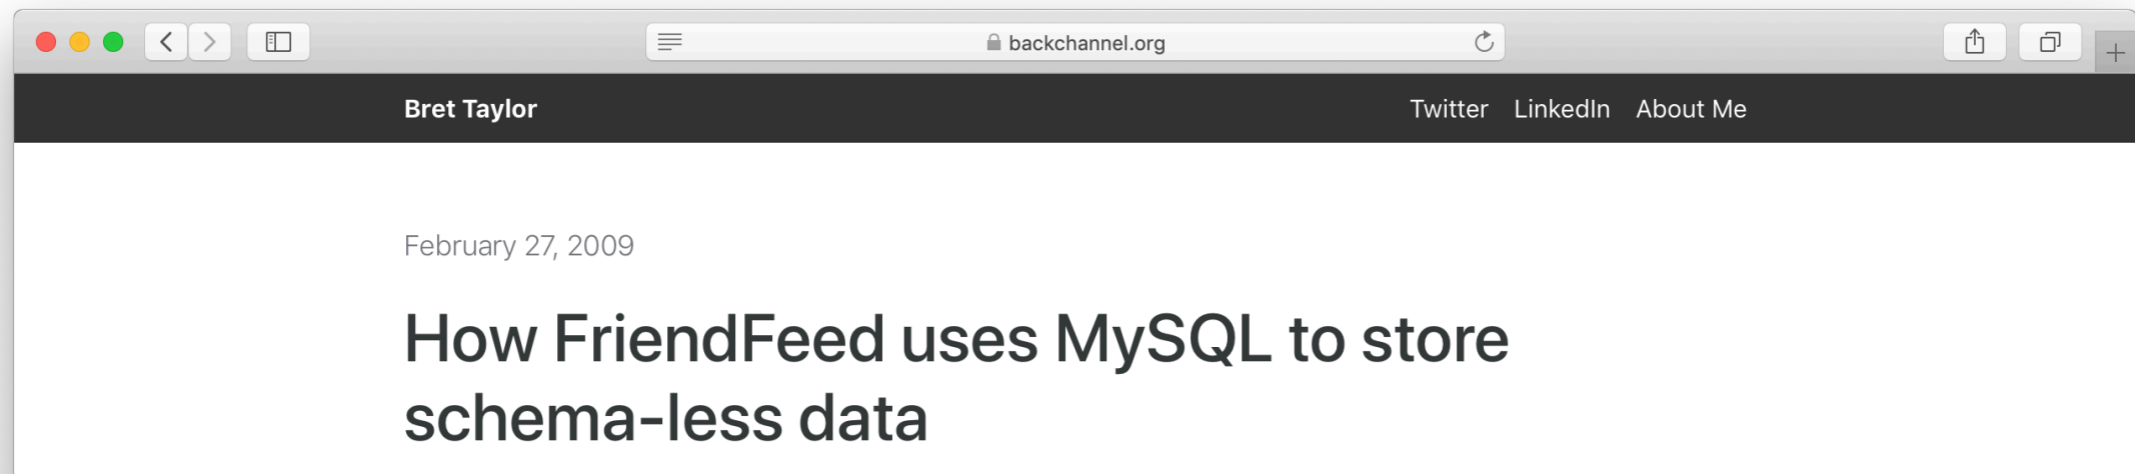 backchannel.org
Bret Taylor Twitter LinkedIn About Me
February 27, 2009
How FriendFeed uses MySQL to store
schema-less data